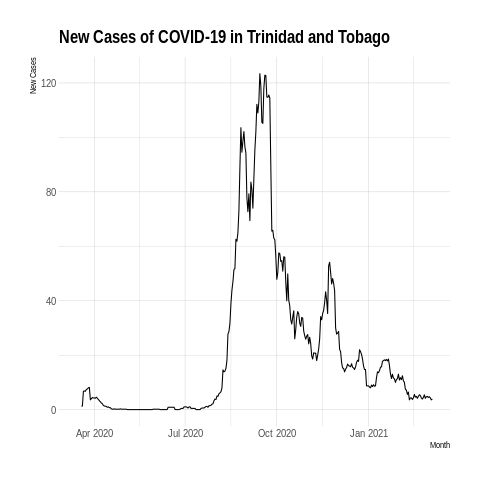 New Cases of COVID-19 in Trinidad and Tobago
New Cases
120
80
40
0
Apr 2020 Jul 2020 Oct 2020 Jan 2021
Month